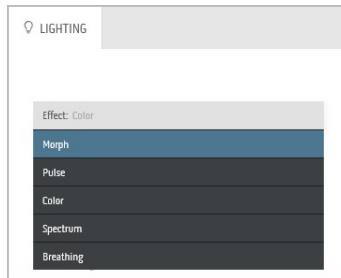 LIGHTING
Effect: Color
Morph
Pulse
Color
Spectrum
Breathing